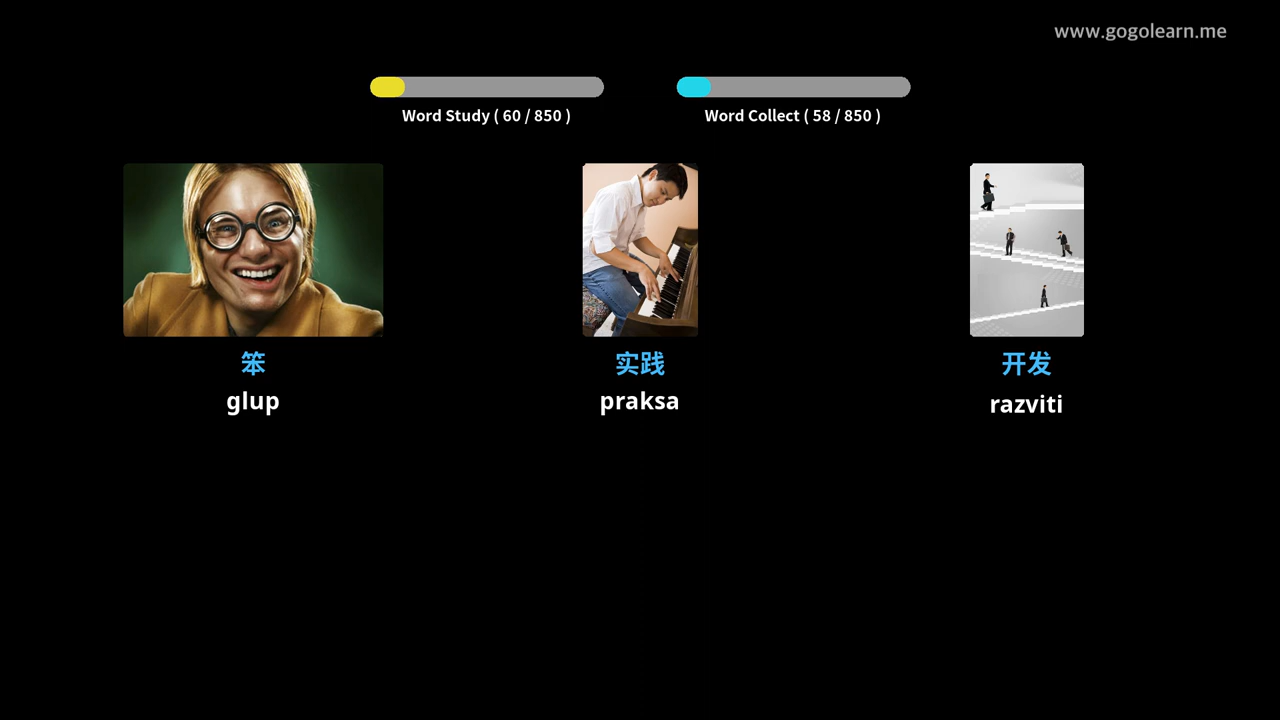 www.gogolearn.me
Word Study ( 60 / 850 )
Word Collect ( 58 / 850 )
笨
glup
实践
praksa
开发
razviti